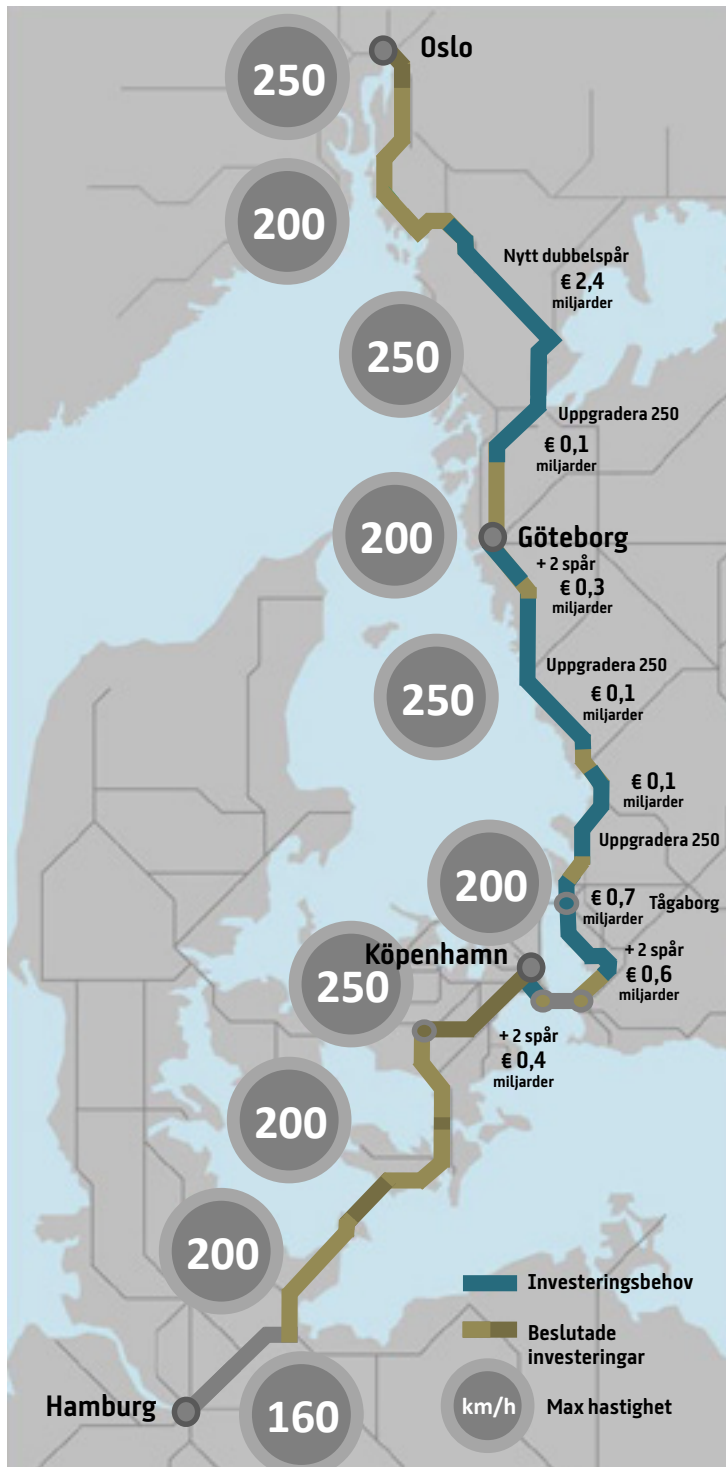 Oslo
250
200
Nytt dubbelspår
€ 2,4
miljarder
250
Uppgradera 250
€ 0,1
miljarder
200
Göteborg
+ 2 spår
€ 0,3
miljarder
Uppgradera 250
€ 0,1
miljarder
250
€ 0,1
miljarder
Uppgradera 250
200
€ 0,7
miljarder
Tågaborg
Köpenhamn
+ 2 spår
€ 0,6
miljarder
250
+ 2 spår
€ 0,4
miljarder
200
200
Investeringsbehov
Beslutade
investeringar
Hamburg
160
km/h
Max hastighet